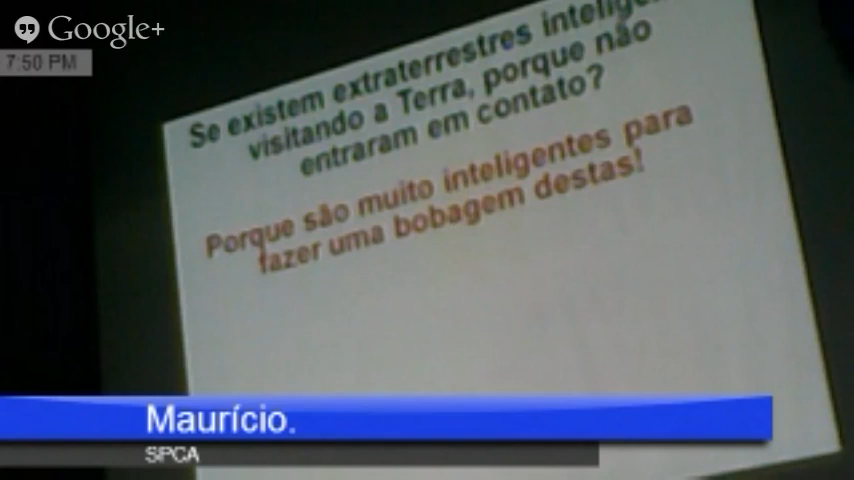 Google+
7:50 PM
Se existem extraterrestres
visitando a Terra, porque não
entraram em contato?
Porque são muito inteligentes para
fazer uma bobagem destas!
Maurício.
SPCA